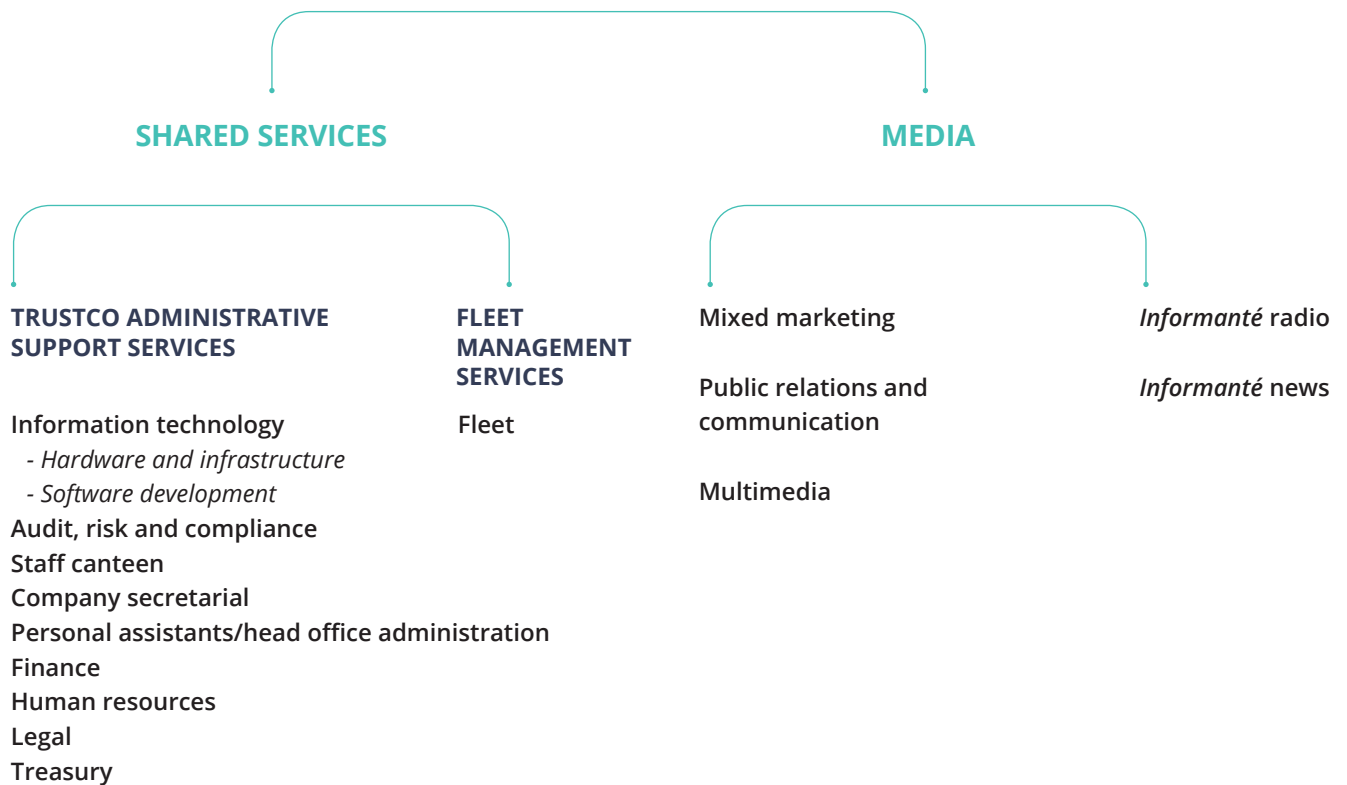 SHARED SERVICES
MEDIA
TRUSTCO ADMINISTRATIVE
SUPPORT SERVICES
Information technology
- Hardware and infrastructure
- Software development
Audit, risk and compliance
Staff canteen
Company secretarial
Personal assistants/head office administration
Finance
Human resources
Legal
Treasury
FLEET
MANAGEMENT
SERVICES
Fleet
Mixed marketing
Public relations and
communication
Multimedia
Informanté radio
Informanté news